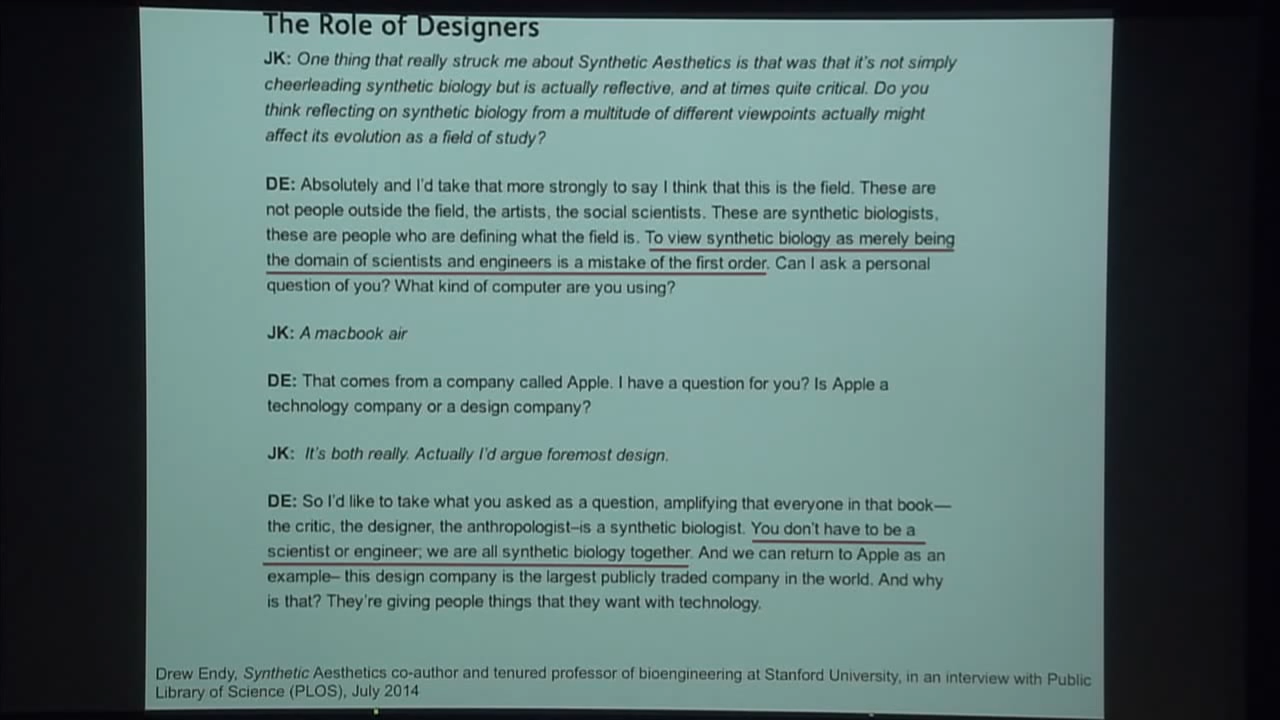 The Role of Designers
JK: One thing that really struck me about Synthetic Aesthetics is that was that it's not simply
cheerleading synthetic biology but is actually reflective, and at times quite critical. Do you
think reflecting on synthetic biology from a multitude of different viewpoints actually might
affect its evolution as a field of study?
DE: Absolutely and I'd take that more strongly to say I think that this is the field. These are
not people outside the field, the artists, the social scientists. These are synthetic biologists,
these are people who are defining what the field is. To view synthetic biology as merely being
the domain of scientists and engineers is a mistake of the first order. Can I ask a personal
question of you? What kind of computer are you using?
JK: A macbook air
DE: That comes from a company called Apple. I have a question for you? Is Apple a
technology company or a design company?
JK: It's both really. Actually I'd argue foremost design.
DE: So I'd like to take what you asked as a question, amplifying that everyone in that book—
the critic, the designer, the anthropologist–is a synthetic biologist. You don't have to be a
scientist or engineer; we are all synthetic biology together. And we can return to Apple as an
example– this design company is the largest publicly traded company in the world. And why
is that? They're giving people things that they want with technology.
Drew Endy, Synthetic Aesthetics co-author and tenured professor of bioengineering at Stanford University, in an interview with Public
Library of Science (PLOS), July 2014